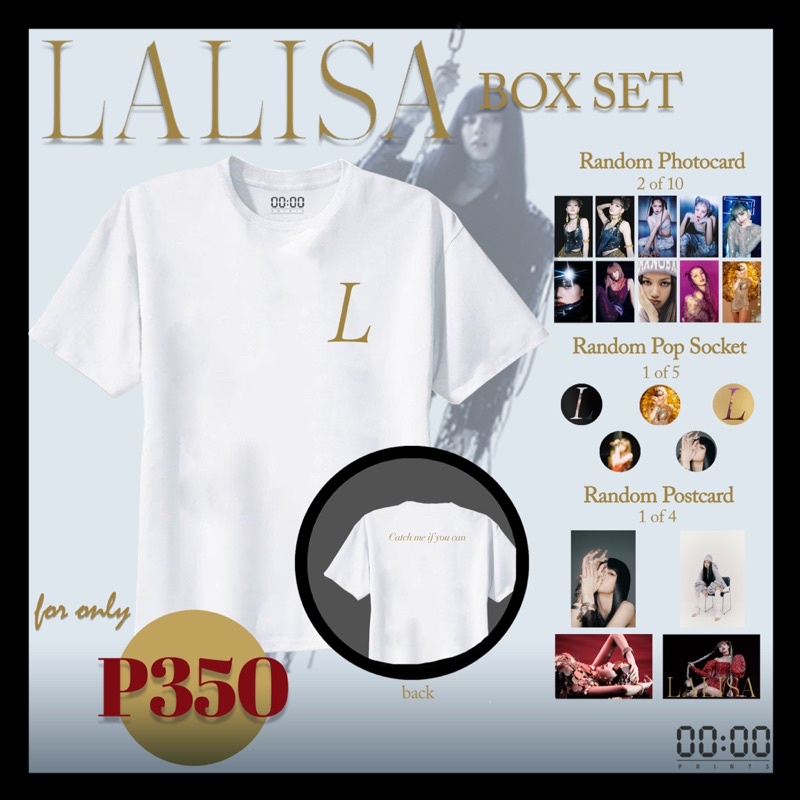 LALISA BOX SET
00:00
PRINTS
L
Random Photocard
2 of 10
Random Pop Socket
1 of 5
L
L
Random Postcard
1 of 4
LALISA
Catch me if you can
back
for only
P350
00:00
PRINTS